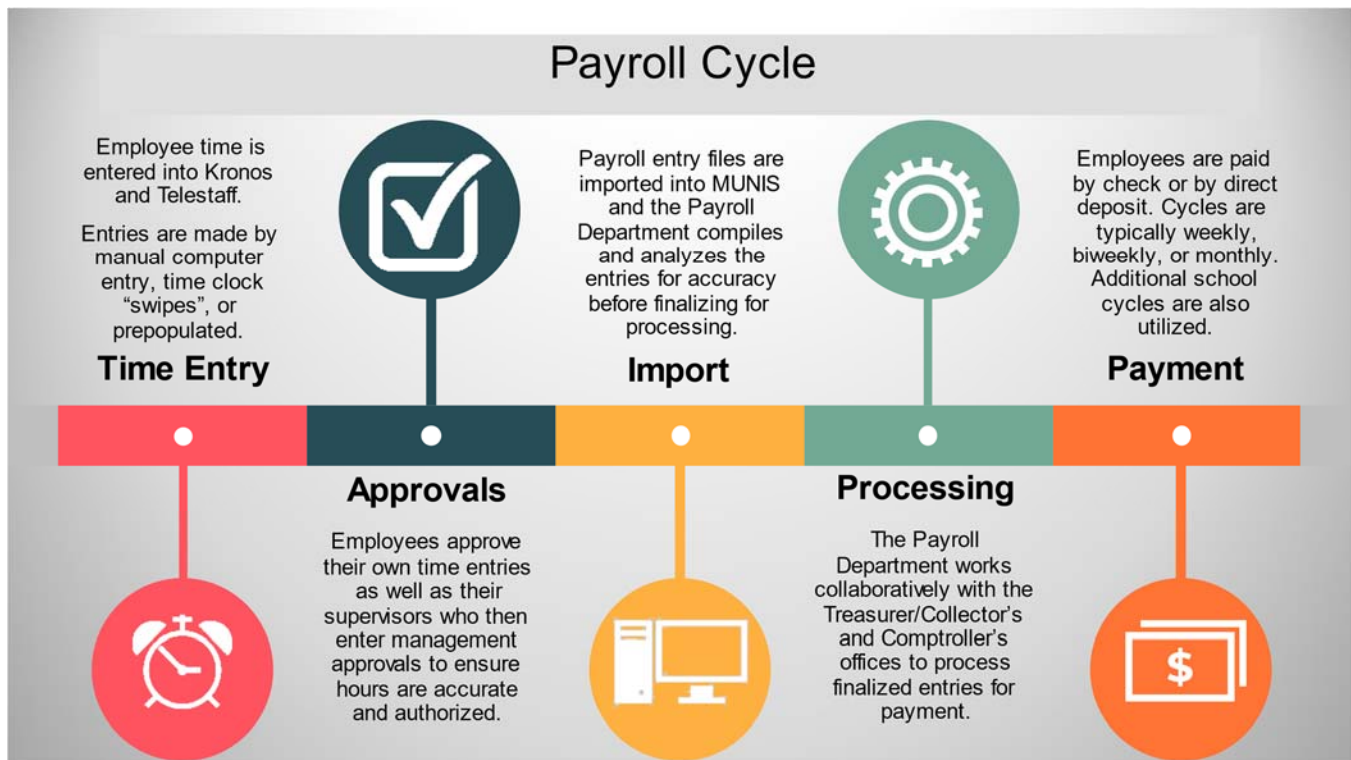 Payroll Cycle
Employee time is
entered into Kronos
and Telestaff.
Entries are made by
manual computer
entry, time clock
“swipes”, or
prepopulated.
Time Entry
Approvals
Employees approve
their own time entries
as well as their
supervisors who then
enter management
approvals to ensure
hours are accurate
and authorized.
Payroll entry files are
imported into MUNIS
and the Payroll
Department compiles
and analyzes the
entries for accuracy
before finalizing for
processing.
Import
Processing
The Payroll
Department works
collaboratively with the
Treasurer/Collector’s
and Comptroller’s
offices to process
finalized entries for
payment.
Employees are paid
by check or by direct
deposit. Cycles are
typically weekly,
biweekly, or monthly.
Additional school
cycles are also
utilized.
Payment
$